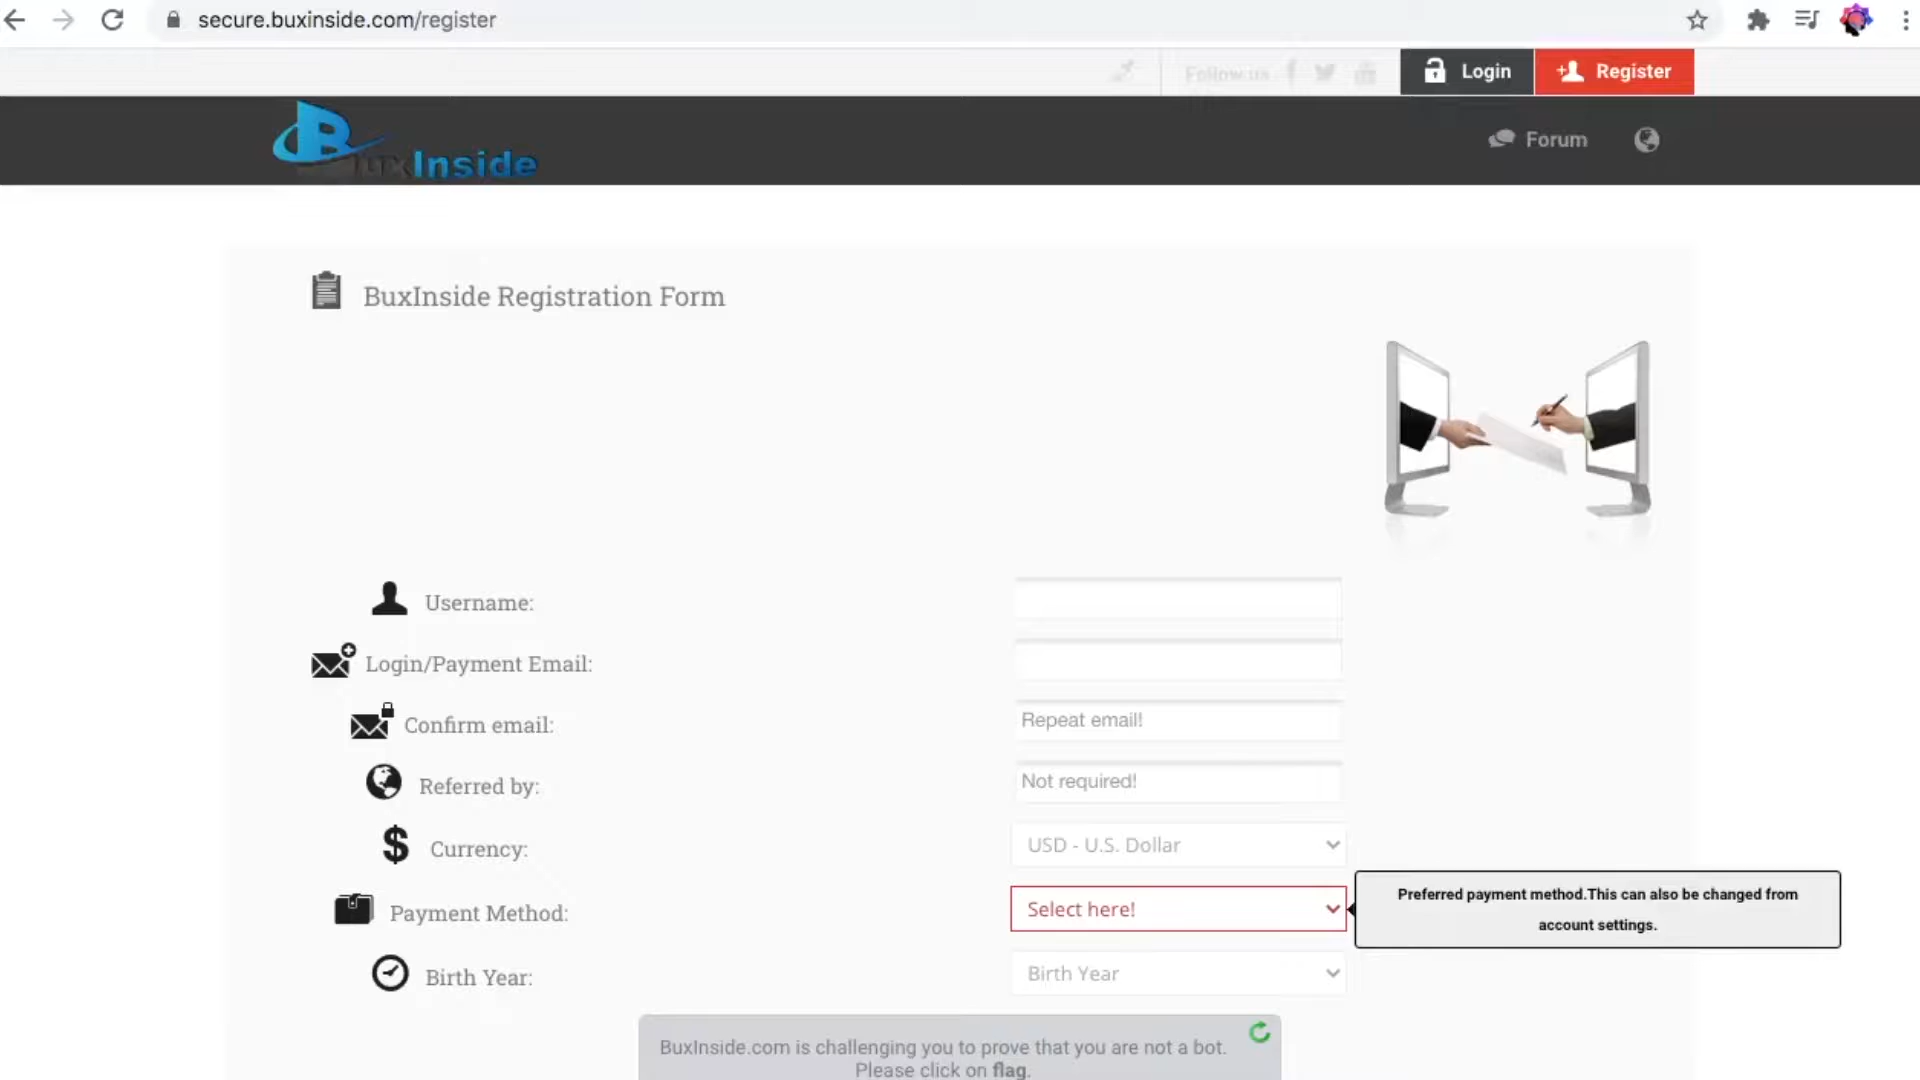 secure.buxinside.com/register
Follow us
Login
Register
BuxInside
Forum
BuxInside Registration Form
Username:
Login/Payment Email:
Confirm email:
Repeat email!
Referred by:
Not required!
Currency:
USD - U.S. Dollar
Payment Method:
Select here!
Preferred payment method.This can also be changed from
account settings.
Birth Year:
Birth Year
BuxInside.com is challenging you to prove that you are not a bot.
Please click on flag.